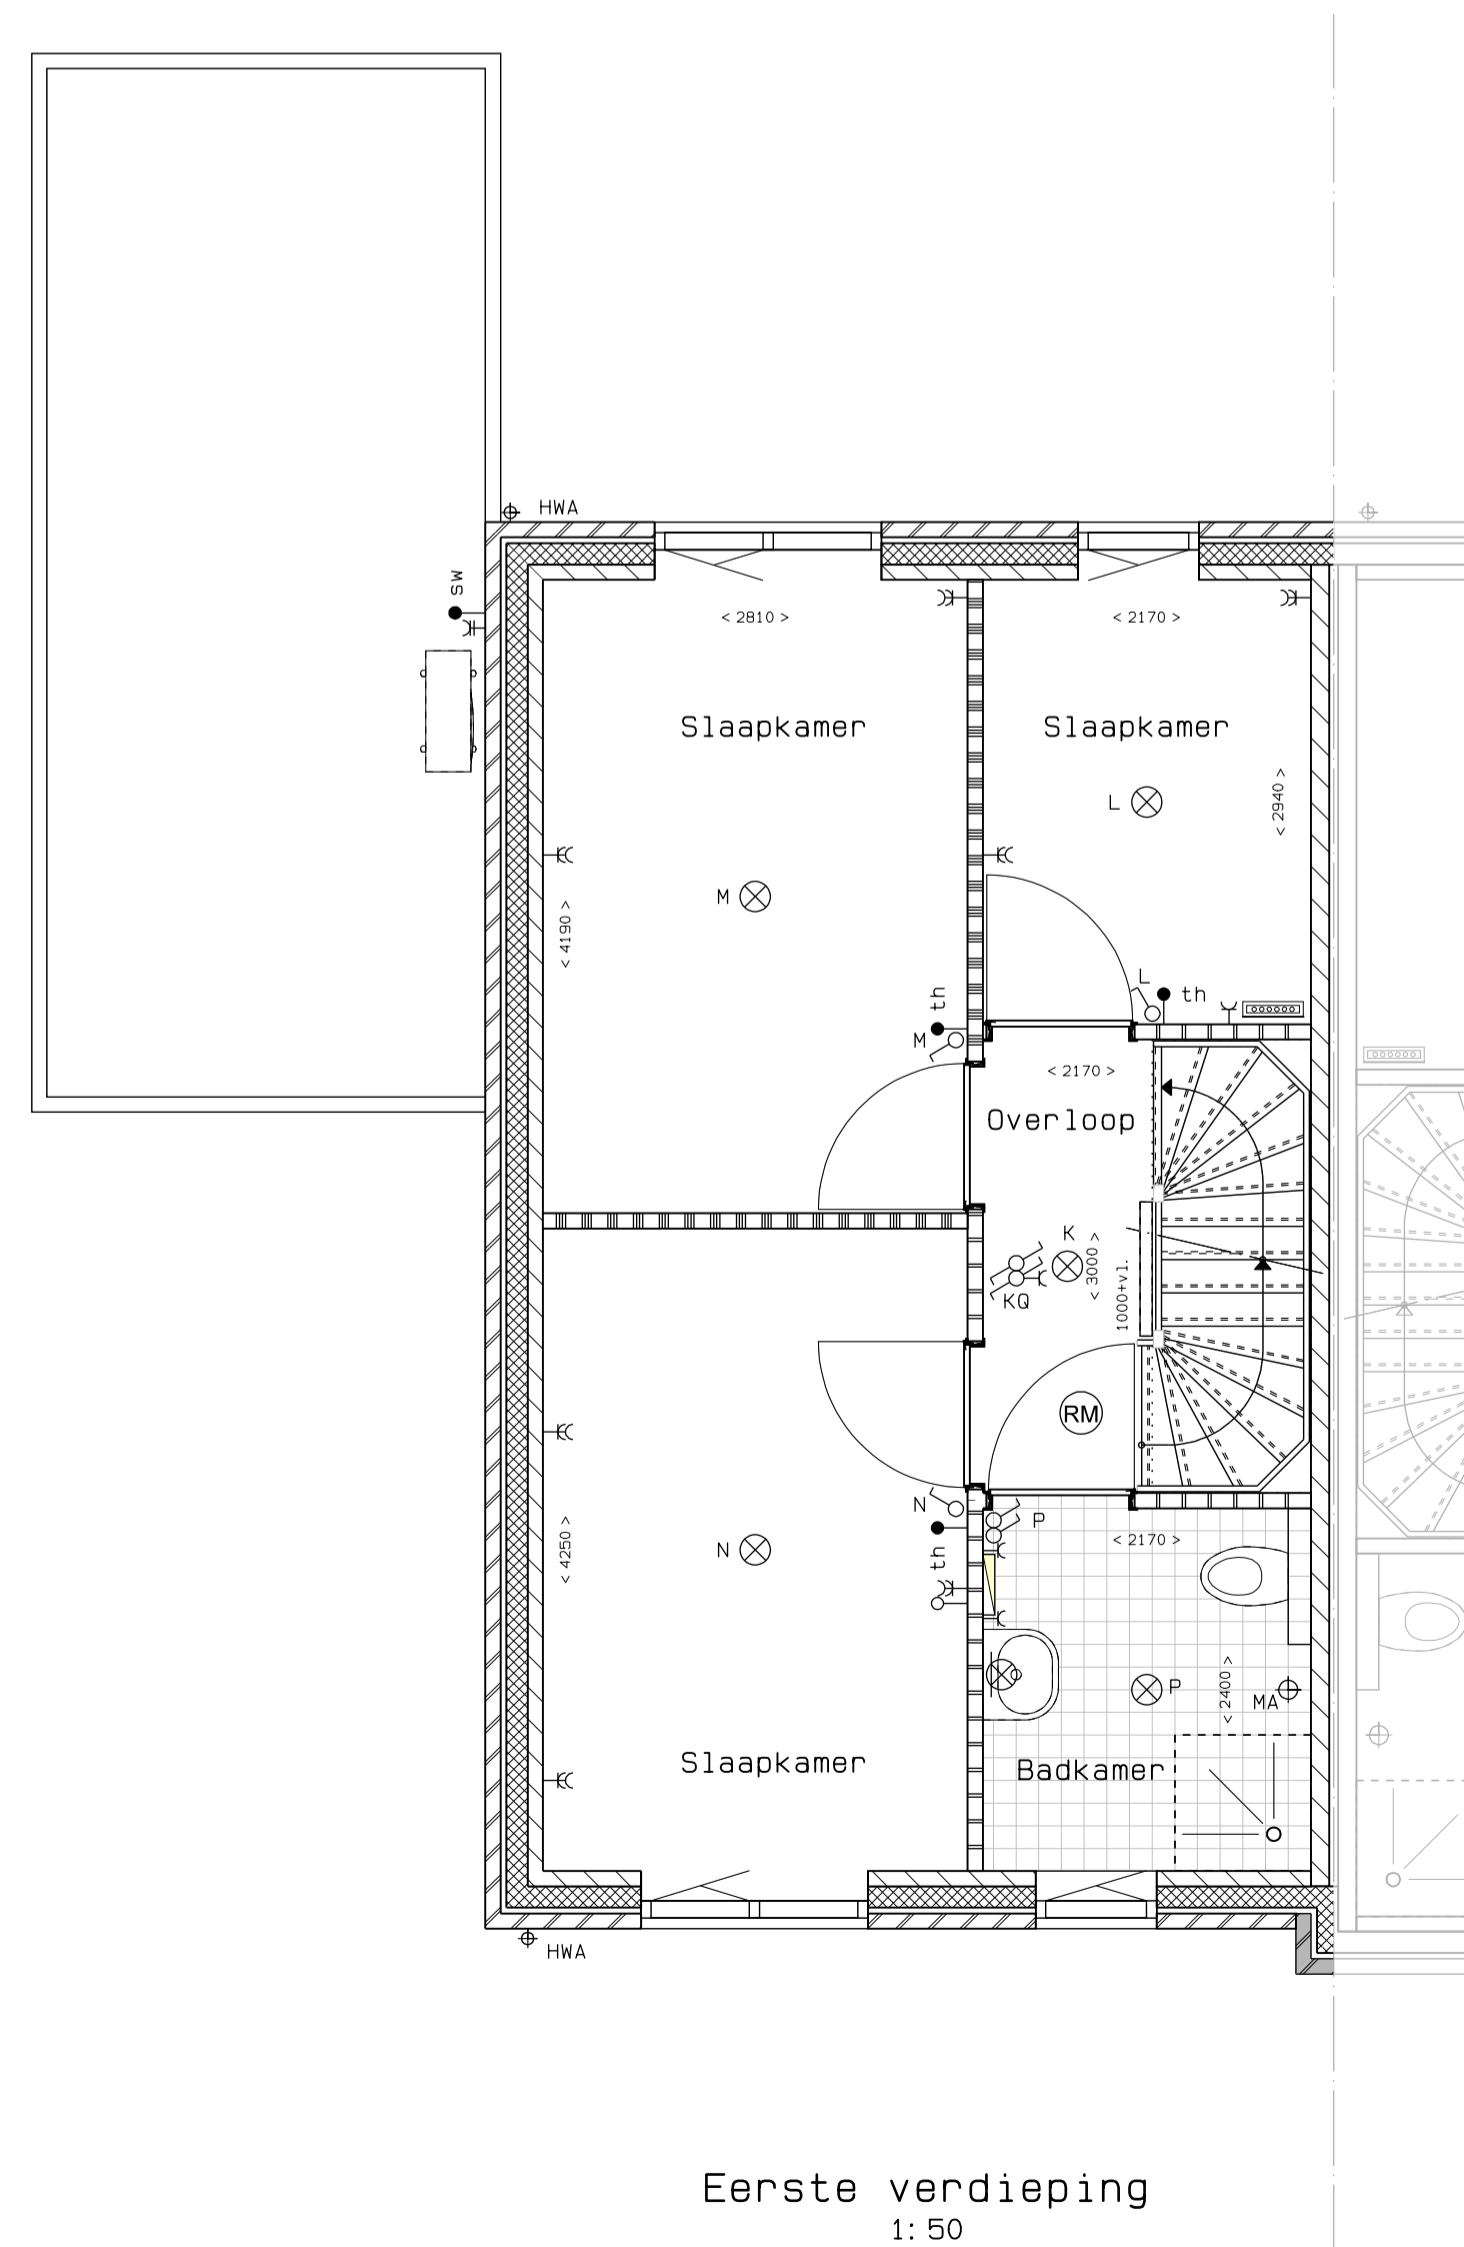 HWA
SW
< 2810 >
< 2170 >
Slaapkamer
Slaapkamer
L
< 2940 >
M
< 4190 >
L
th
th
M
< 2170 >
Overloop
K
< 3000 >
1000+vl.
KQ
RM
N
P
< 2170 >
N
th
< 4250 >
P
< 2400 >
MA
Slaapkamer
Badkamer
HWA
Eerste verdieping
1:50